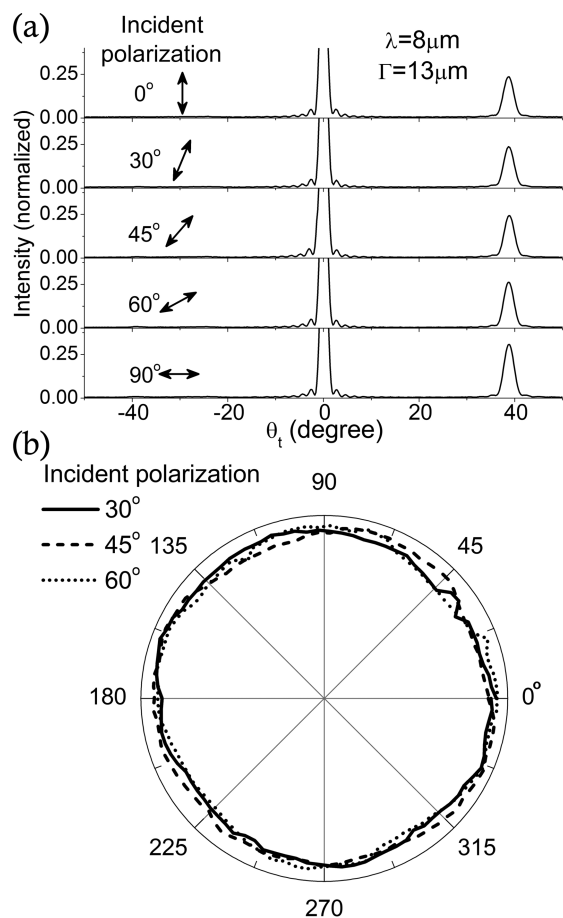 (a)
Incident
polarization
λ=8μm
Γ=13μm
Intensity (normalized)
0.25
0°
0.00
0.25
30°
0.00
0.25
45°
0.00
0.25
60°
0.00
0.25
90°
0.00
-40 -20 0 20 40
θt (degree)
(b)
Incident polarization
30°
45°
60°
90
135 45
180 0°
225 315
270